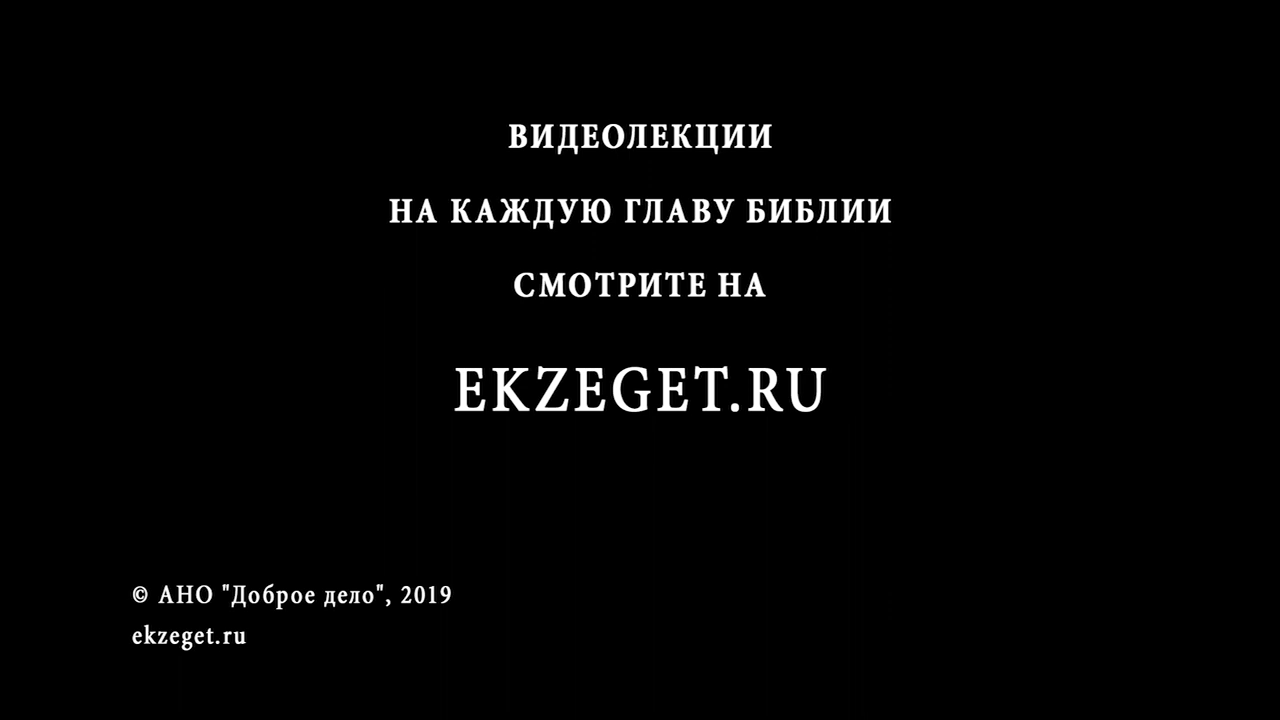 ВИДЕОЛЕКЦИИ
НА КАЖДУЮ ГЛАВУ БИБЛИИ
СМОТРИТЕ НА
EKZEGET.RU
© АНО "Доброе дело", 2019
ekzeget.ru